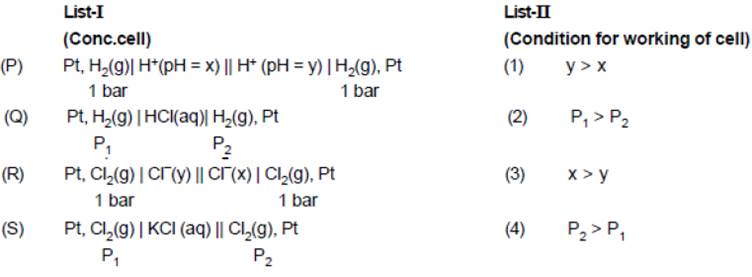 List-I List-II
(Conc.cell) (Condition for working of cell)
(P) Pt, H₂(g)| H⁺(pH = x) || H⁺ (pH = y) | H₂(g), Pt (1) y > x
1 bar 1 bar
(Q) Pt, H₂(g) | HCl(aq)| H₂(g), Pt (2) P₁ > P₂
P₁ P₂
(R) Pt, Cl₂(g) | Cl⁻(y) || Cl⁻(x) | Cl₂(g), Pt (3) x > y
1 bar 1 bar
(S) Pt, Cl₂(g) | KCl (aq) || Cl₂(g), Pt (4) P₂ > P₁
P₁ P₂